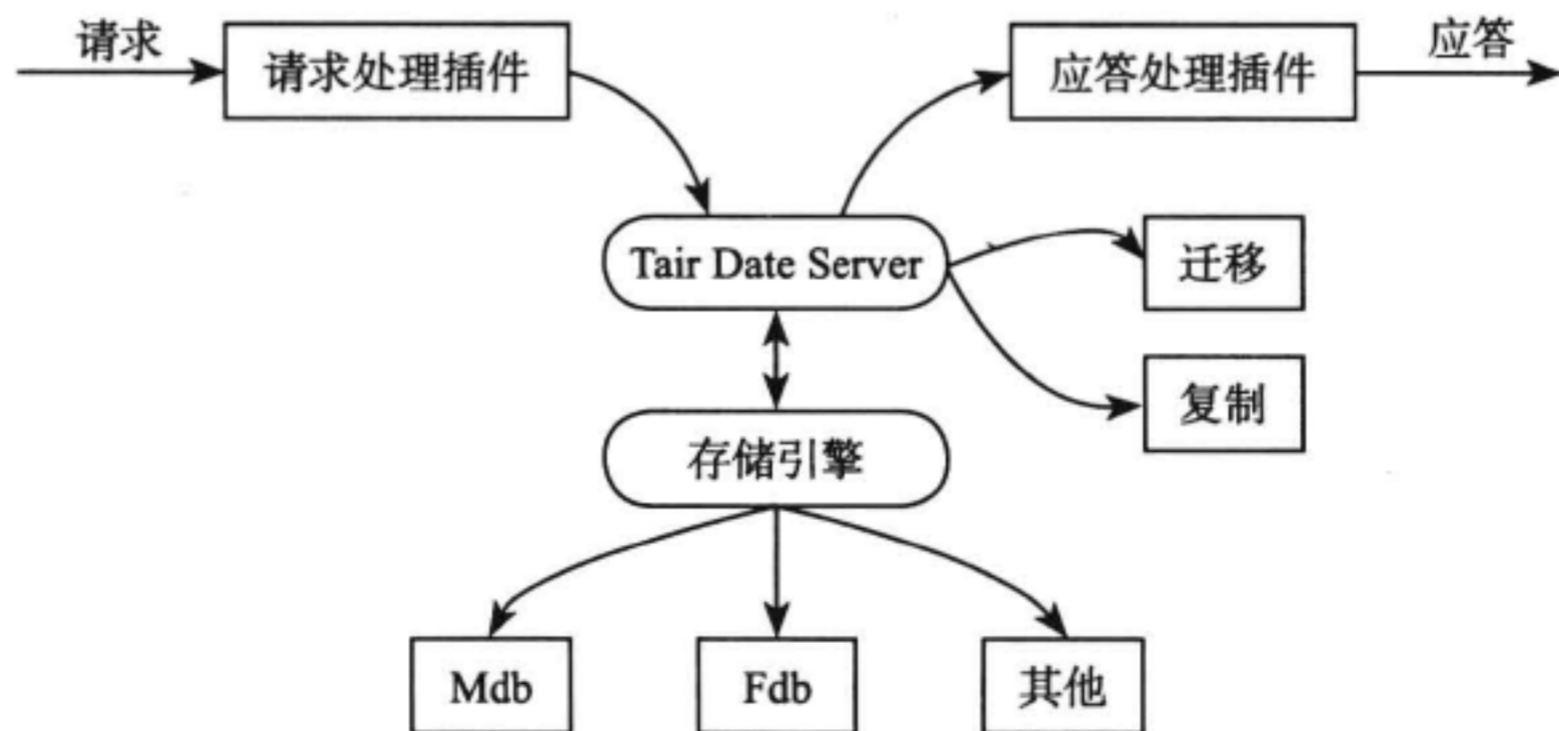 请求
请求处理插件
应答处理插件
应答
Tair Date Server
迁移
复制
存储引擎
Mdb
Fdb
其他